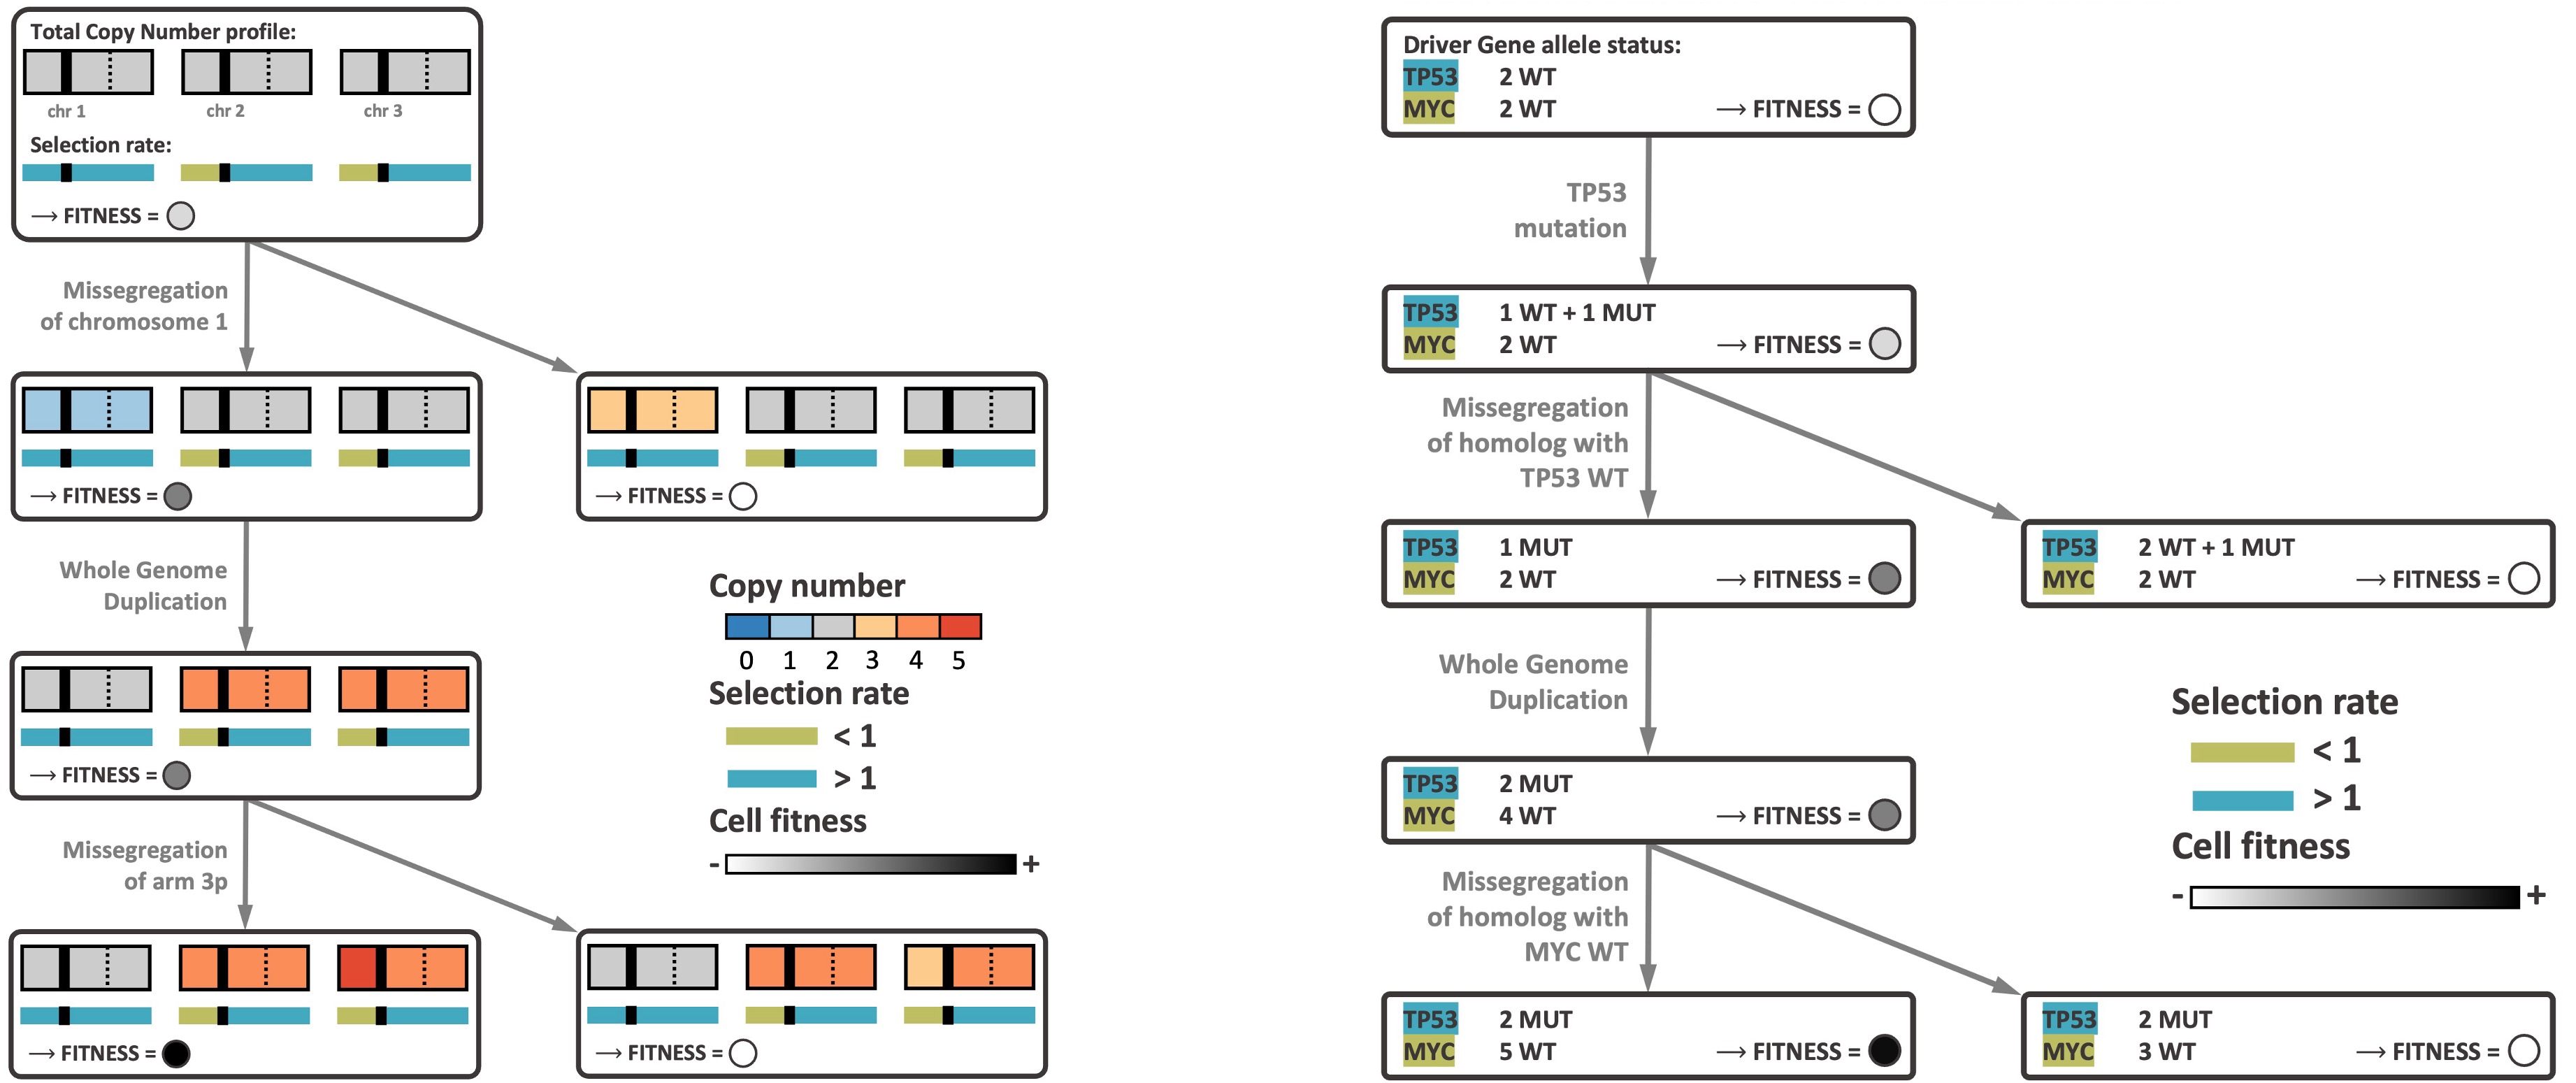 Total Copy Number profile:
chr 1 chr 2 chr 3
Selection rate:
→ FITNESS =
Missegregation
of chromosome 1
→ FITNESS =
→ FITNESS =
Whole Genome
Duplication
→ FITNESS =
Missegregation
of arm 3p
→ FITNESS =
→ FITNESS =
Copy number
0 1 2 3 4 5
Selection rate
< 1
> 1
Cell fitness
- +
Driver Gene allele status:
TP53 2 WT
MYC 2 WT → FITNESS =
TP53
mutation
TP53 1 WT + 1 MUT
MYC 2 WT → FITNESS =
Missegregation
of homolog with
TP53 WT
TP53 1 MUT
MYC 2 WT → FITNESS =
TP53 2 WT + 1 MUT
MYC 2 WT → FITNESS =
Whole Genome
Duplication
TP53 2 MUT
MYC 4 WT → FITNESS =
Missegregation
of homolog with
MYC WT
TP53 2 MUT
MYC 5 WT → FITNESS =
TP53 2 MUT
MYC 3 WT → FITNESS =
Selection rate
< 1
> 1
Cell fitness
- +